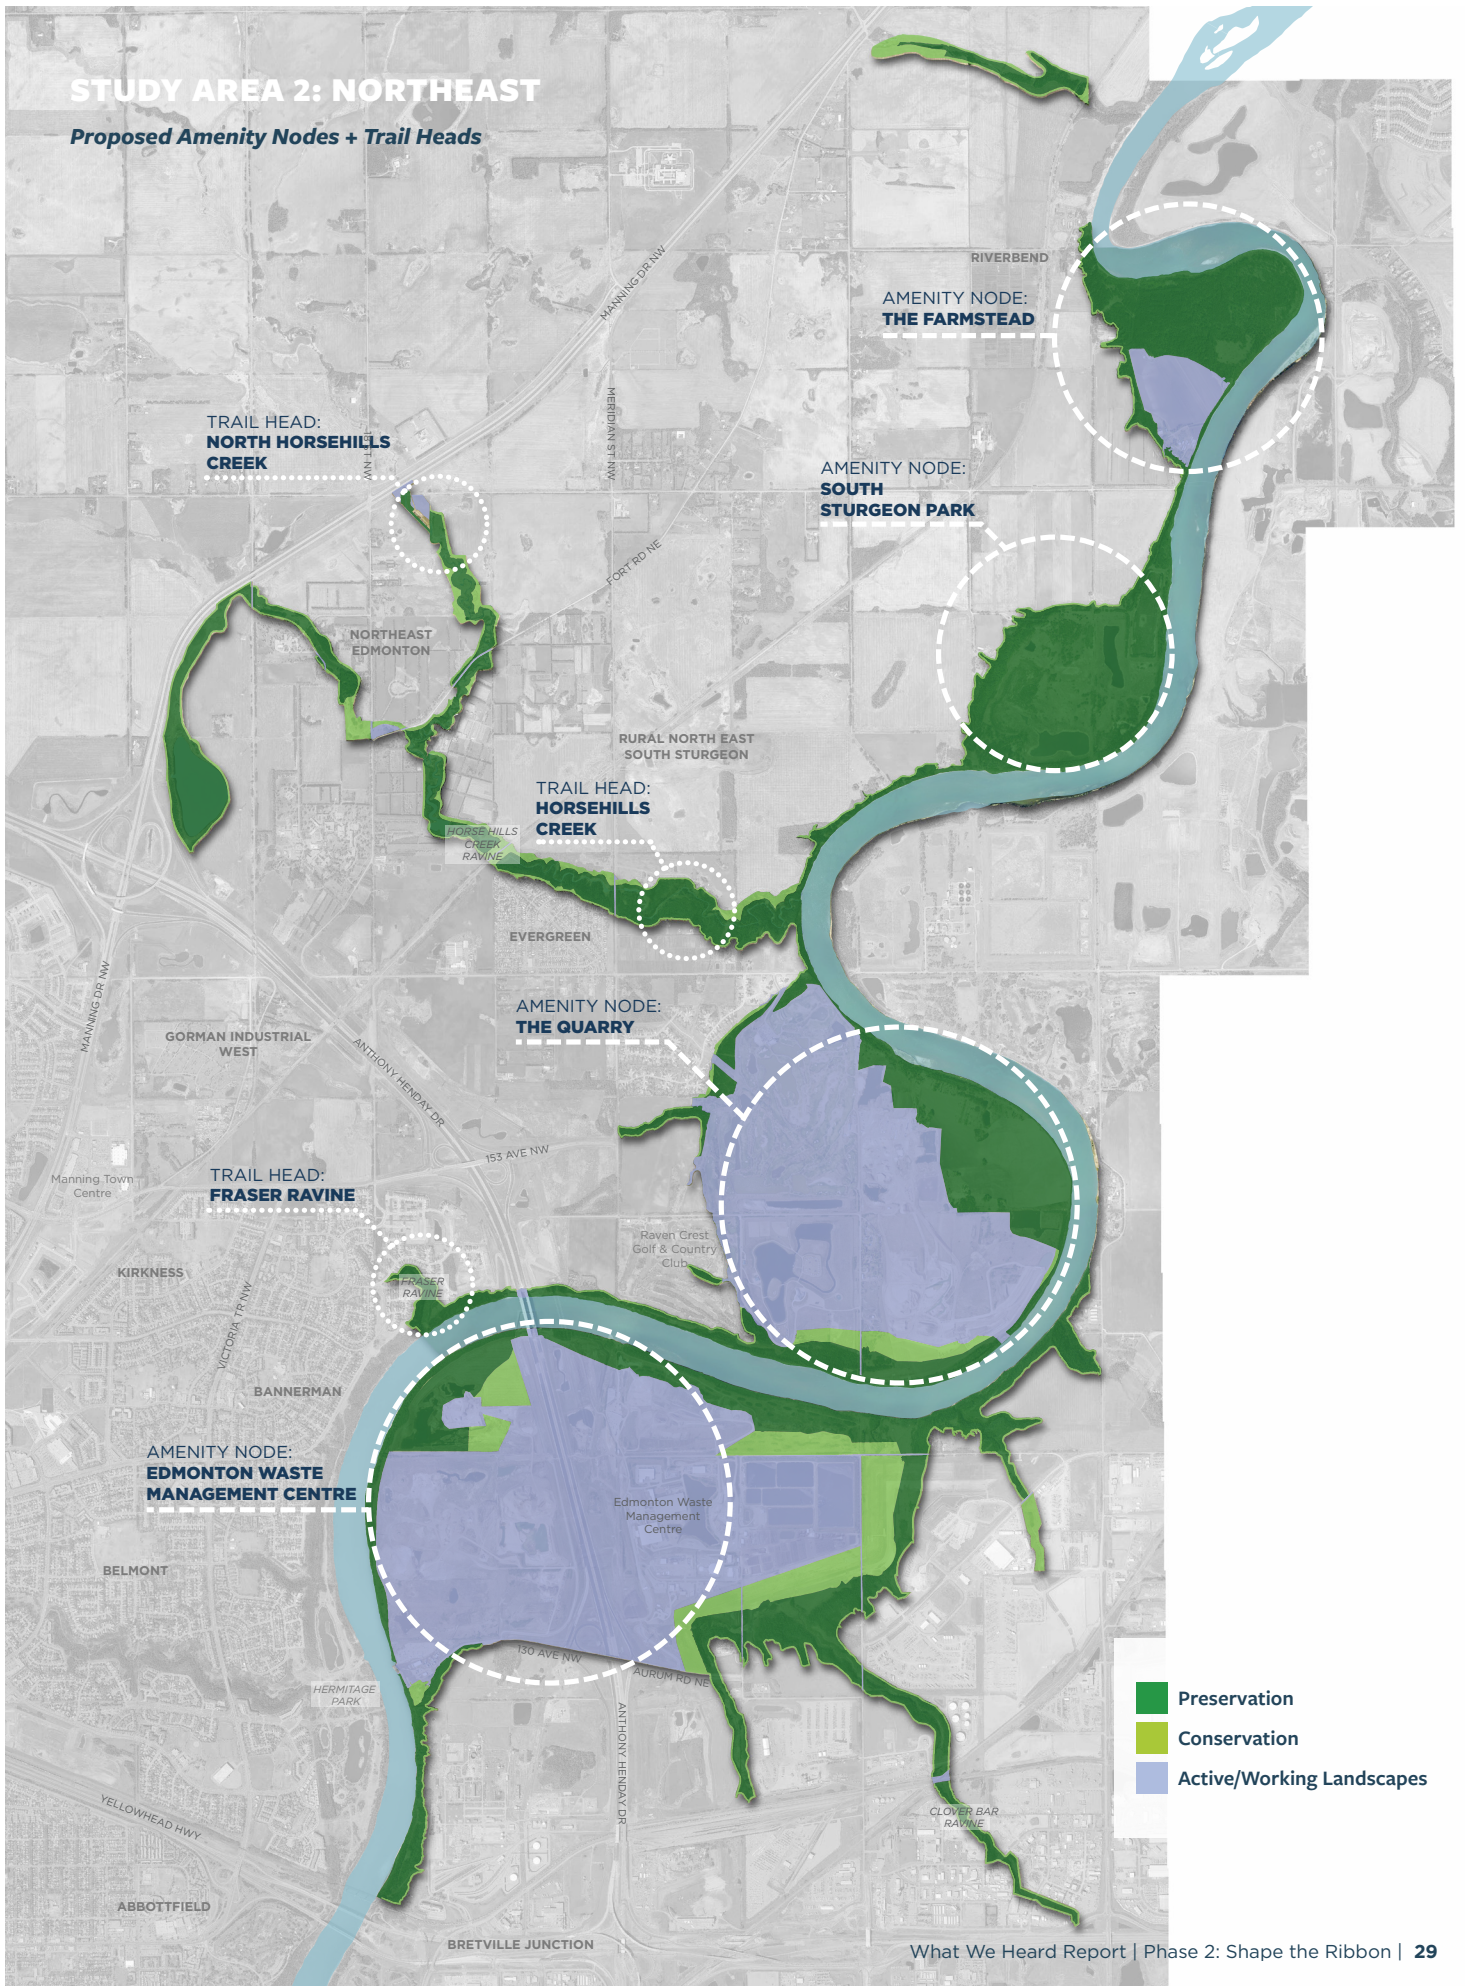 STUDY AREA 2: NORTHEAST
Proposed Amenity Nodes + Trail Heads
MANNING DR NW
RIVERBEND
AMENITY NODE:
THE FARMSTEAD
MERIDIAN ST NW
TRAIL HEAD:
NORTH HORSEHILLS
CREEK
AMENITY NODE:
SOUTH
STURGEON PARK
FORT RD NE
NORTHEAST
EDMONTON
RURAL NORTH EAST
SOUTH STURGEON
TRAIL HEAD:
HORSEHILLS
CREEK
HORSE HILLS
CREEK
RAVINE
EVERGREEN
MANNING DR NW
AMENITY NODE:
THE QUARRY
GORMAN INDUSTRIAL
WEST
ANTHONY HENDAY DR
153 AVE NW
Manning Town
Centre
TRAIL HEAD:
FRASER RAVINE
Raven Crest
Golf & Country
Club
KIRKNESS
FRASER
RAVINE
VICTORIA TR NW
BANNERMAN
AMENITY NODE:
EDMONTON WASTE
MANAGEMENT CENTRE
Edmonton Waste
Management
Centre
BELMONT
130 AVE NW
AURUM RD NE
HERMITAGE
PARK
ANTHONY HENDAY DR
Preservation
Conservation
Active/Working Landscapes
YELLOWHEAD HWY
CLOVER BAR
RAVINE
ABBOTTFIELD
BRETVILLE JUNCTION
What We Heard Report | Phase 2: Shape the Ribbon | 29